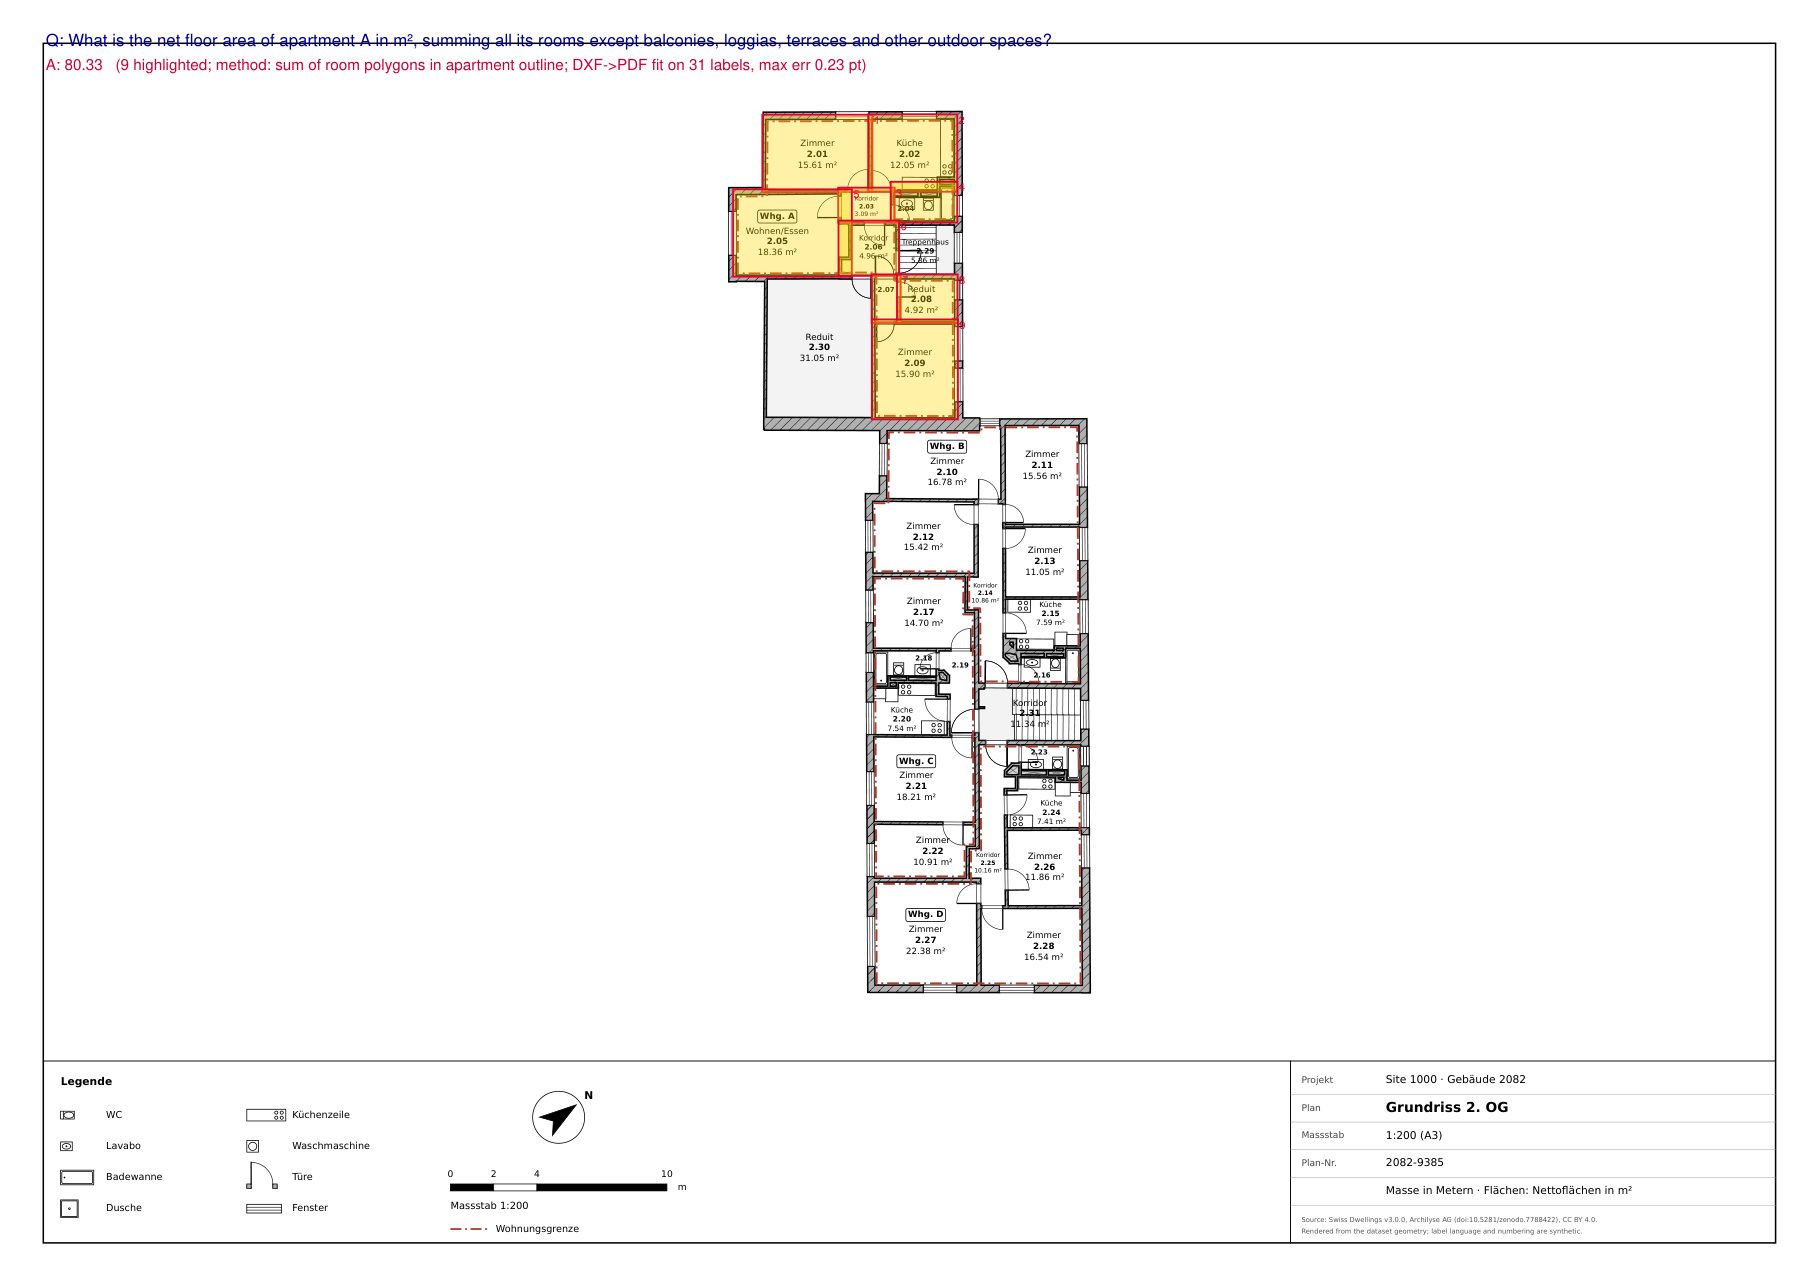 Q: What is the net floor area of apartment A in m², summing all its rooms except balconies, loggias, terraces and other outdoor spaces?
A: 80.33 (9 highlighted; method: sum of room polygons in apartment outline; DXF->PDF fit on 31 labels, max err 0.23 pt)
Zimmer
2.01
15.61 m²
Küche
2.02
12.05 m²
2
4
5
Korridor
2.03
3.09 m²
2.04
Whg. A
Wohnen/Essen
2.05
18.36 m²
6
Korridor
2.06
4.96 m²
Treppenhaus
2.29
5.86 m²
7
8
2.07
Reduit
2.08
4.92 m²
9
Reduit
2.30
31.05 m²
Zimmer
2.09
15.90 m²
Whg. B
Zimmer
2.10
16.78 m²
Zimmer
2.11
15.56 m²
Zimmer
2.12
15.42 m²
Zimmer
2.13
11.05 m²
Korridor
2.14
10.86 m²
Küche
2.15
7.59 m²
Zimmer
2.17
14.70 m²
2.18
2.19
2.16
Küche
2.20
7.54 m²
Korridor
2.31
11.34 m²
2.23
Whg. C
Zimmer
2.21
18.21 m²
Küche
2.24
7.41 m²
Zimmer
2.22
10.91 m²
Korridor
2.25
10.16 m²
Zimmer
2.26
11.86 m²
Whg. D
Zimmer
2.27
22.38 m²
Zimmer
2.28
16.54 m²
Legende
WC
Küchenzeile
Lavabo
Waschmaschine
Badewanne
Türe
Dusche
Fenster
N
0 2 4 10 m
Massstab 1:200
Wohnungsgrenze
Projekt Site 1000 · Gebäude 2082
Plan Grundriss 2. OG
Massstab 1:200 (A3)
Plan-Nr. 2082-9385
Masse in Metern · Flächen: Nettoflächen in m²
Source: Swiss Dwellings v3.0.0, Archilyse AG (doi:10.5281/zenodo.7788422), CC BY 4.0.
Rendered from the dataset geometry; label language and numbering are synthetic.